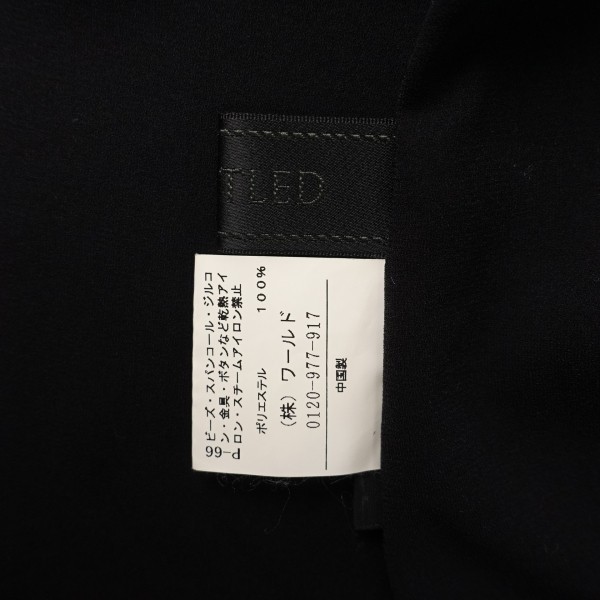 TLED
ビーズ・スパンコール・ジルコ
ン・金具・ボタンなど乾熱アイ
ロン・スチームアイロン禁止
P-66
ポリエステル 100%
(株) ワールド
0120-977-917
中国製